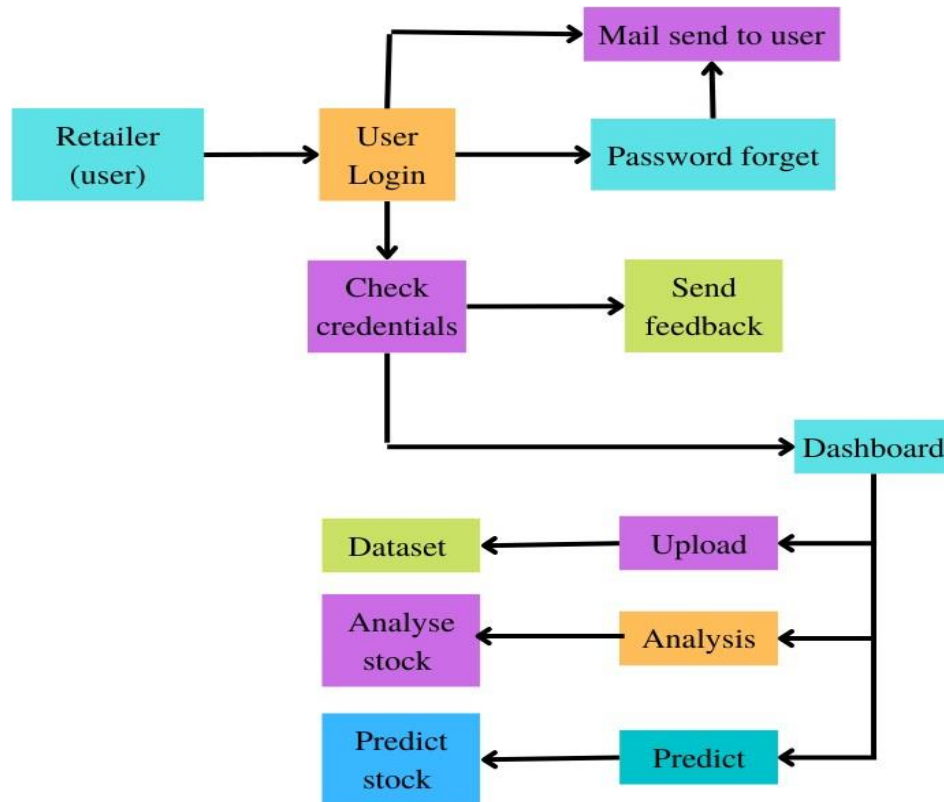 Mail send to user
Retailer
(user)
User
Login
Password forget
Check
credentials
Send
feedback
Dashboard
Dataset
Upload
Analyse
stock
Analysis
Predict
stock
Predict